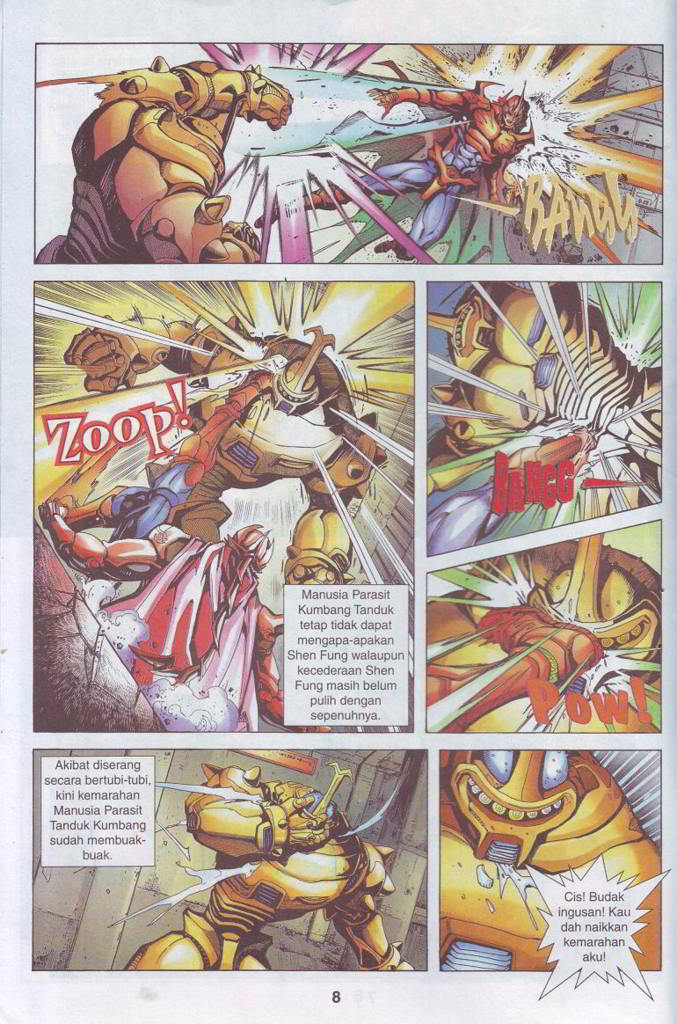 BANGG
ZOOP!
BANGG
Manusia Parasit
Kumbang Tanduk
tetap tidak dapat
mengapa-apakan
Shen Fung walaupun
kecederaan Shen
Fung masih belum
pulih dengan
sepenuhnya.
POW!
Akibat diserang
secara bertubi-tubi,
kini kemarahan
Manusia Parasit
Tanduk Kumbang
sudah membuak-
buak.
Cis! Budak
ingusan! Kau
dah naikkan
kemarahan
aku!
8